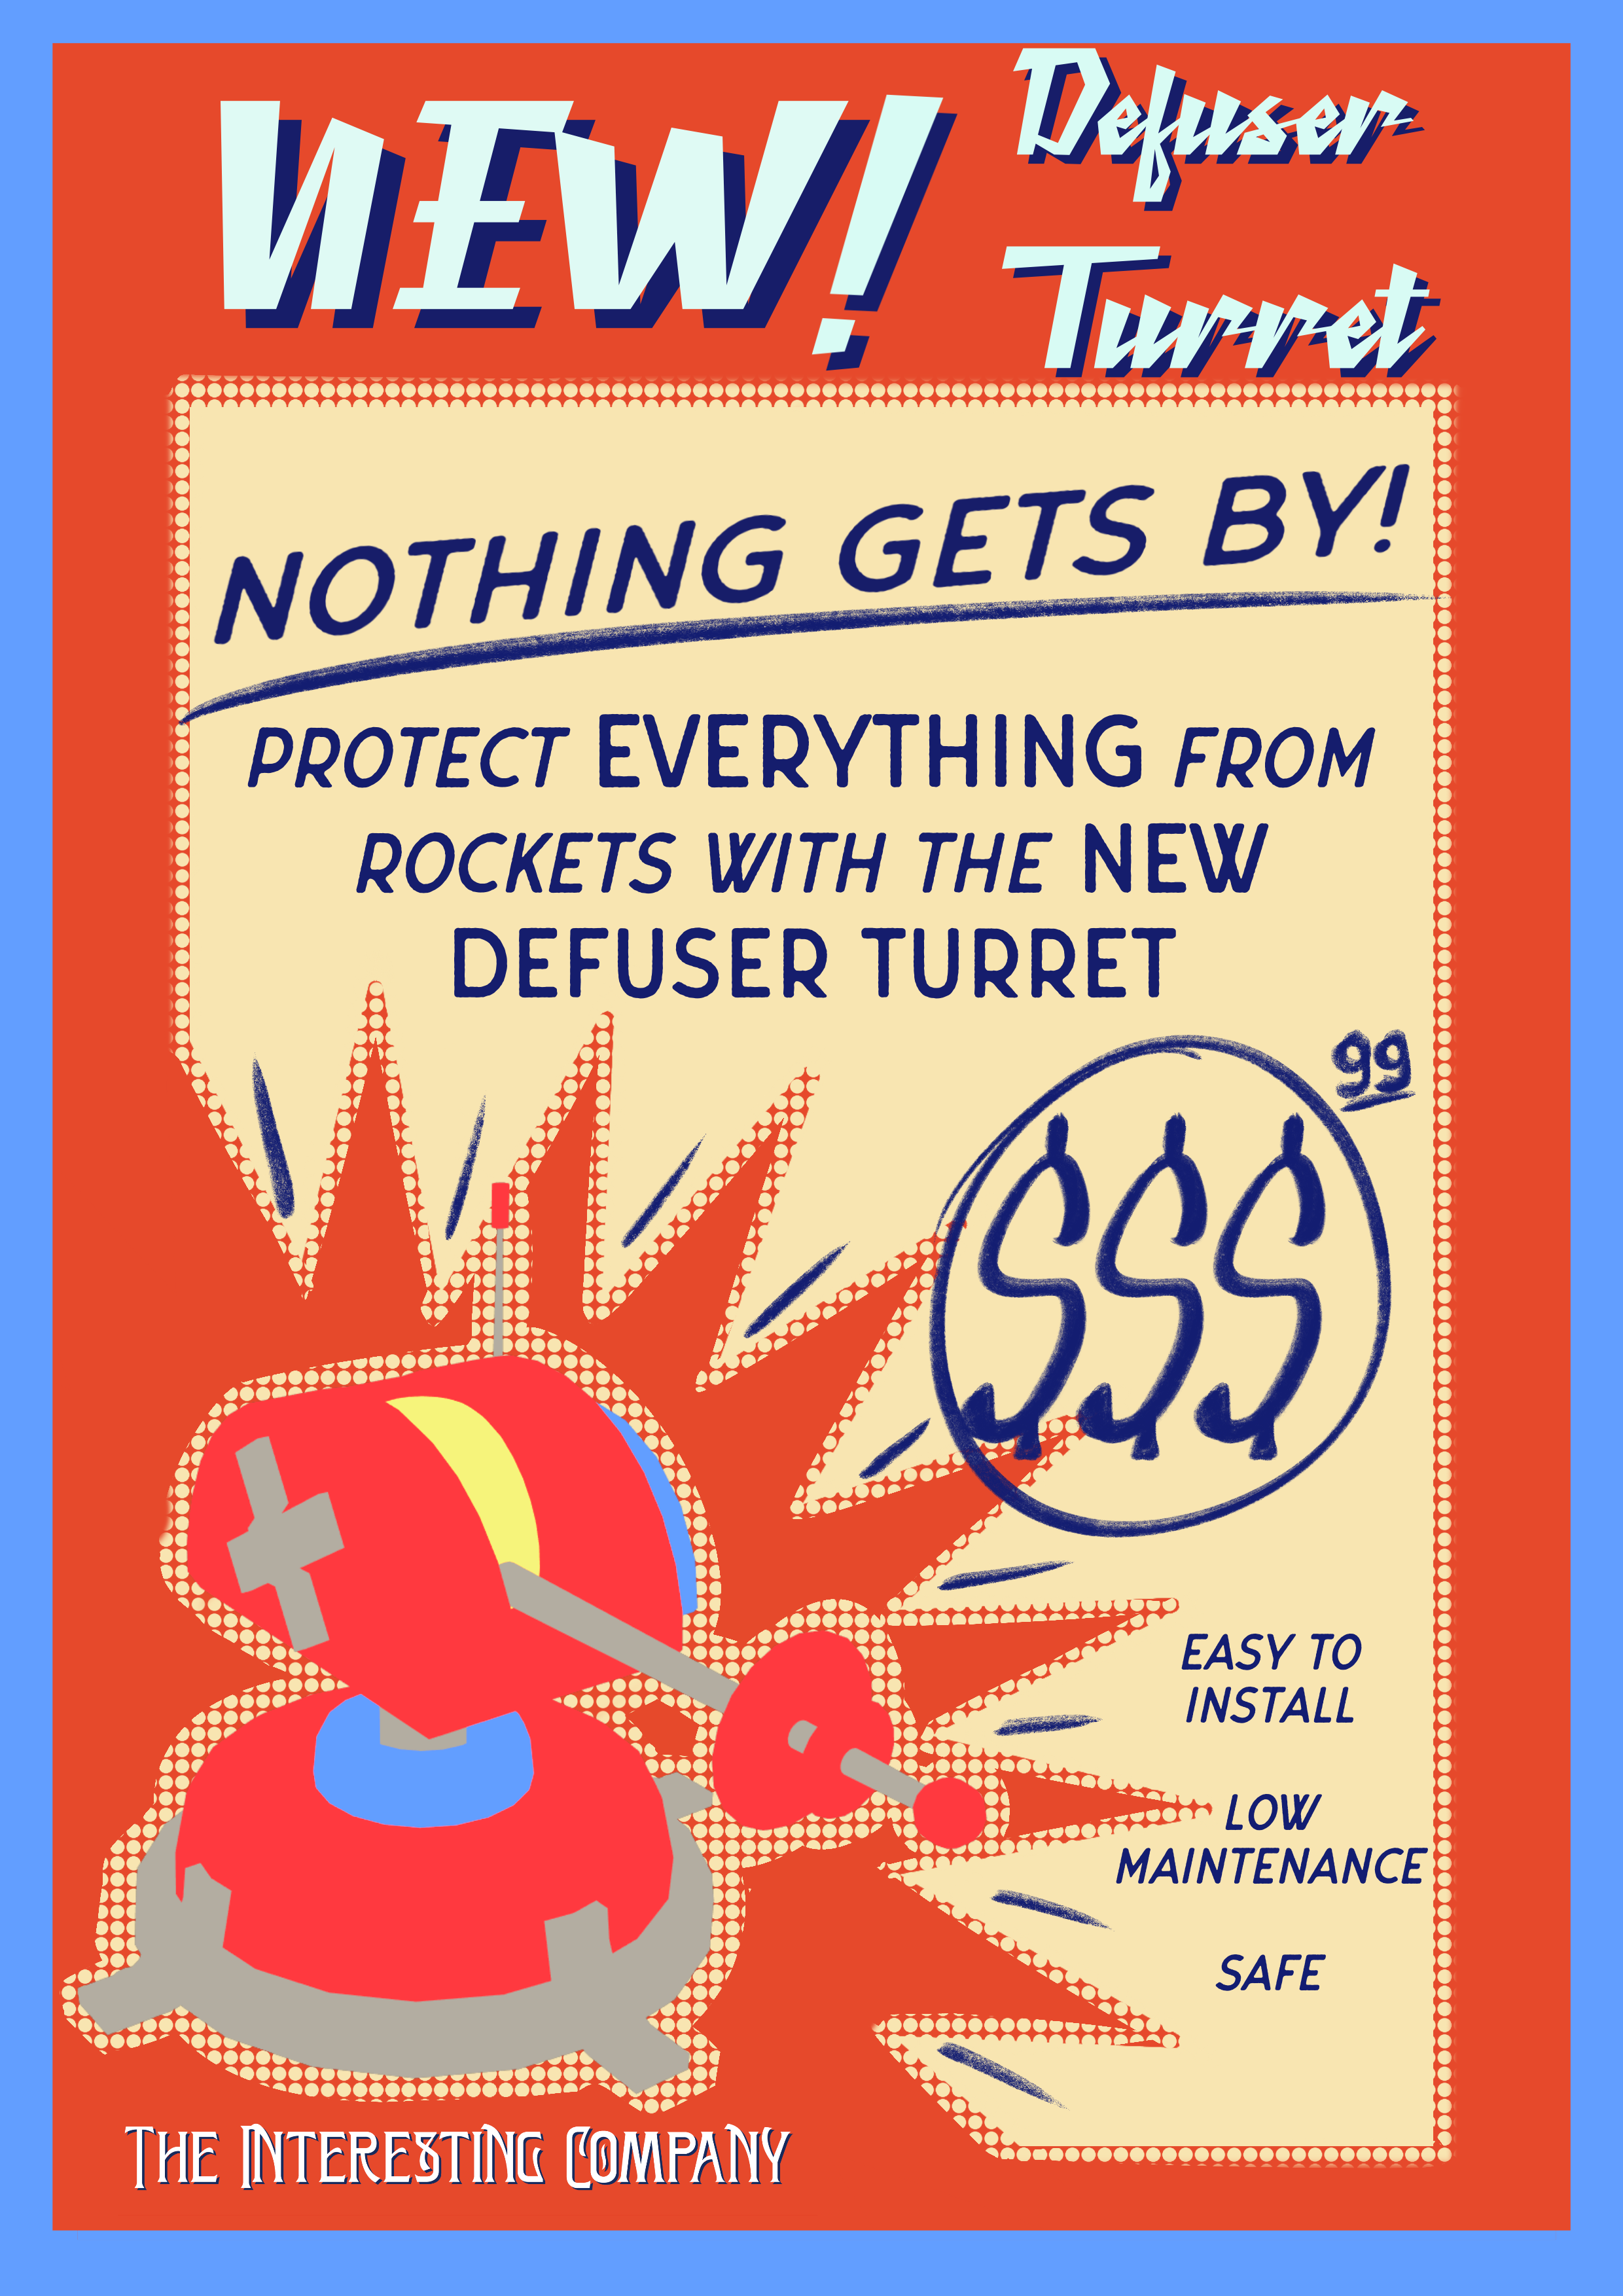 NEW!
Defuser
Turret
NOTHING GETS BY!
PROTECT EVERYTHING FROM
ROCKETS WITH THE NEW
DEFUSER TURRET
$$$
99
EASY TO
INSTALL
LOW
MAINTENANCE
SAFE
THE INTERESTING COMPANY